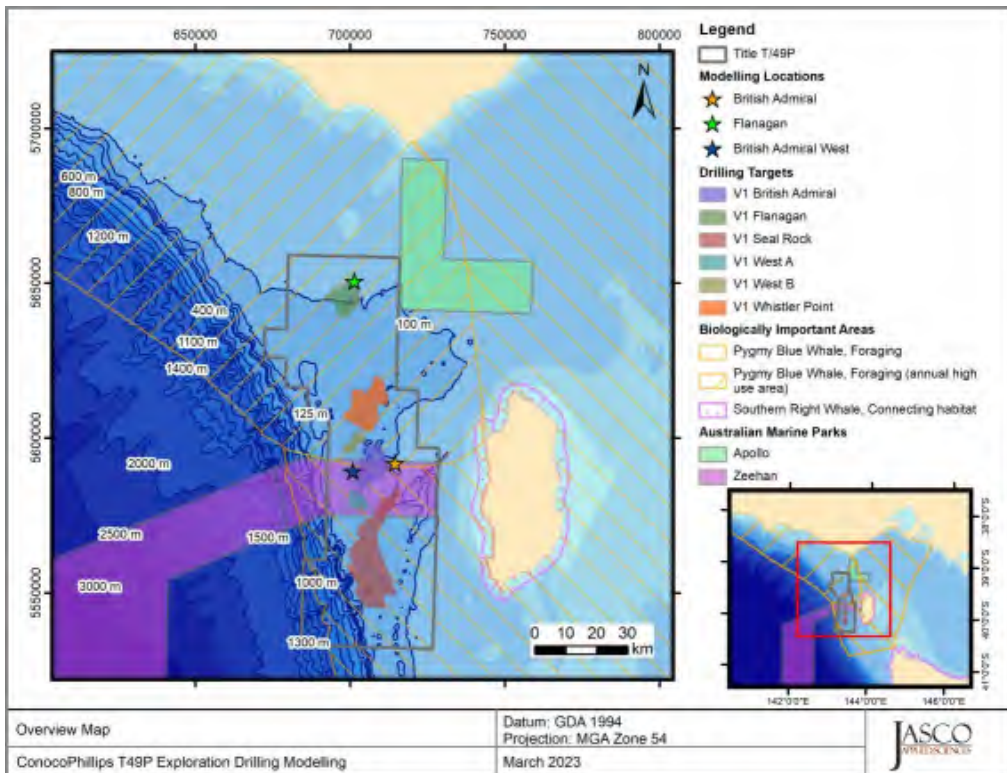 650000 700000 750000 800000
Legend
Title T/49P
Modelling Locations
British Admiral
Flanagan
British Admiral West
Drilling Targets
V1 British Admiral
V1 Flanagan
V1 Seal Rock
V1 West A
V1 West B
V1 Whistler Point
Biologically Important Areas
Pygmy Blue Whale, Foraging
Pygmy Blue Whale, Foraging (annual high
use area)
Southern Right Whale, Connecting habitat
Australian Marine Parks
Apollo
Zeehan
N
5700000
5650000
5600000
5550000
600 m
800 m
1200 m
400 m
1100 m
1400 m
100 m
125 m
2000 m
2500 m
1500 m
3000 m
1000 m
1300 m
0 10 20 30
km
142°0'0"E 144°0'0"E 146°0'0"E
Overview Map
Datum: GDA 1994
Projection: MGA Zone 54
ConocoPhillips T49P Exploration Drilling Modelling
March 2023
JASCO
APPLIED SCIENCES